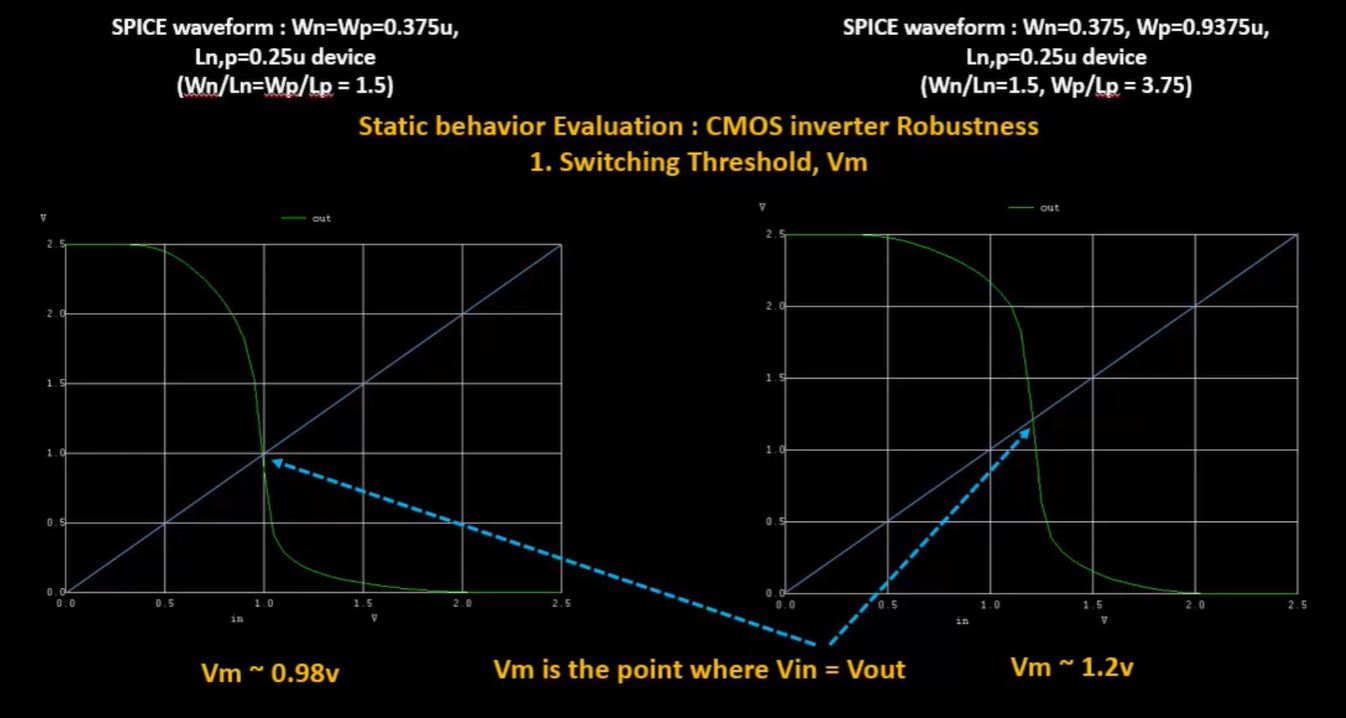 SPICE waveform : Wn=Wp=0.375u,
Ln,p=0.25u device
(Wn/Ln=Wp/Lp = 1.5)
SPICE waveform : Wn=0.375, Wp=0.9375u,
Ln,p=0.25u device
(Wn/Ln=1.5, Wp/Lp = 3.75)
Static behavior Evaluation : CMOS inverter Robustness
1. Switching Threshold, Vm
V
out
2.5
2.0
1.5
1.0
0.5
0.0
0.0 0.5 1.0 1.5 2.0 2.5
in V
V
out
2.5
2.0
1.5
1.0
0.5
0.0
0.0 0.5 1.0 1.5 2.0 2.5
in V
Vm ~ 0.98v
Vm is the point where Vin = Vout
Vm ~ 1.2v